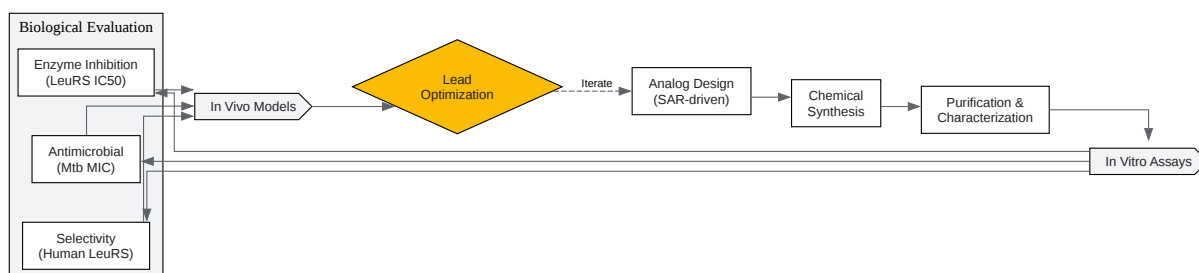 Biological Evaluation
Enzyme Inhibition
(LeuRS IC50)
Antimicrobial
(Mtb MIC)
Selectivity
(Human LeuRS)
In Vivo Models
Lead
Optimization
Iterate
Analog Design
(SAR-driven)
Chemical
Synthesis
Purification &
Characterization
In Vitro Assays